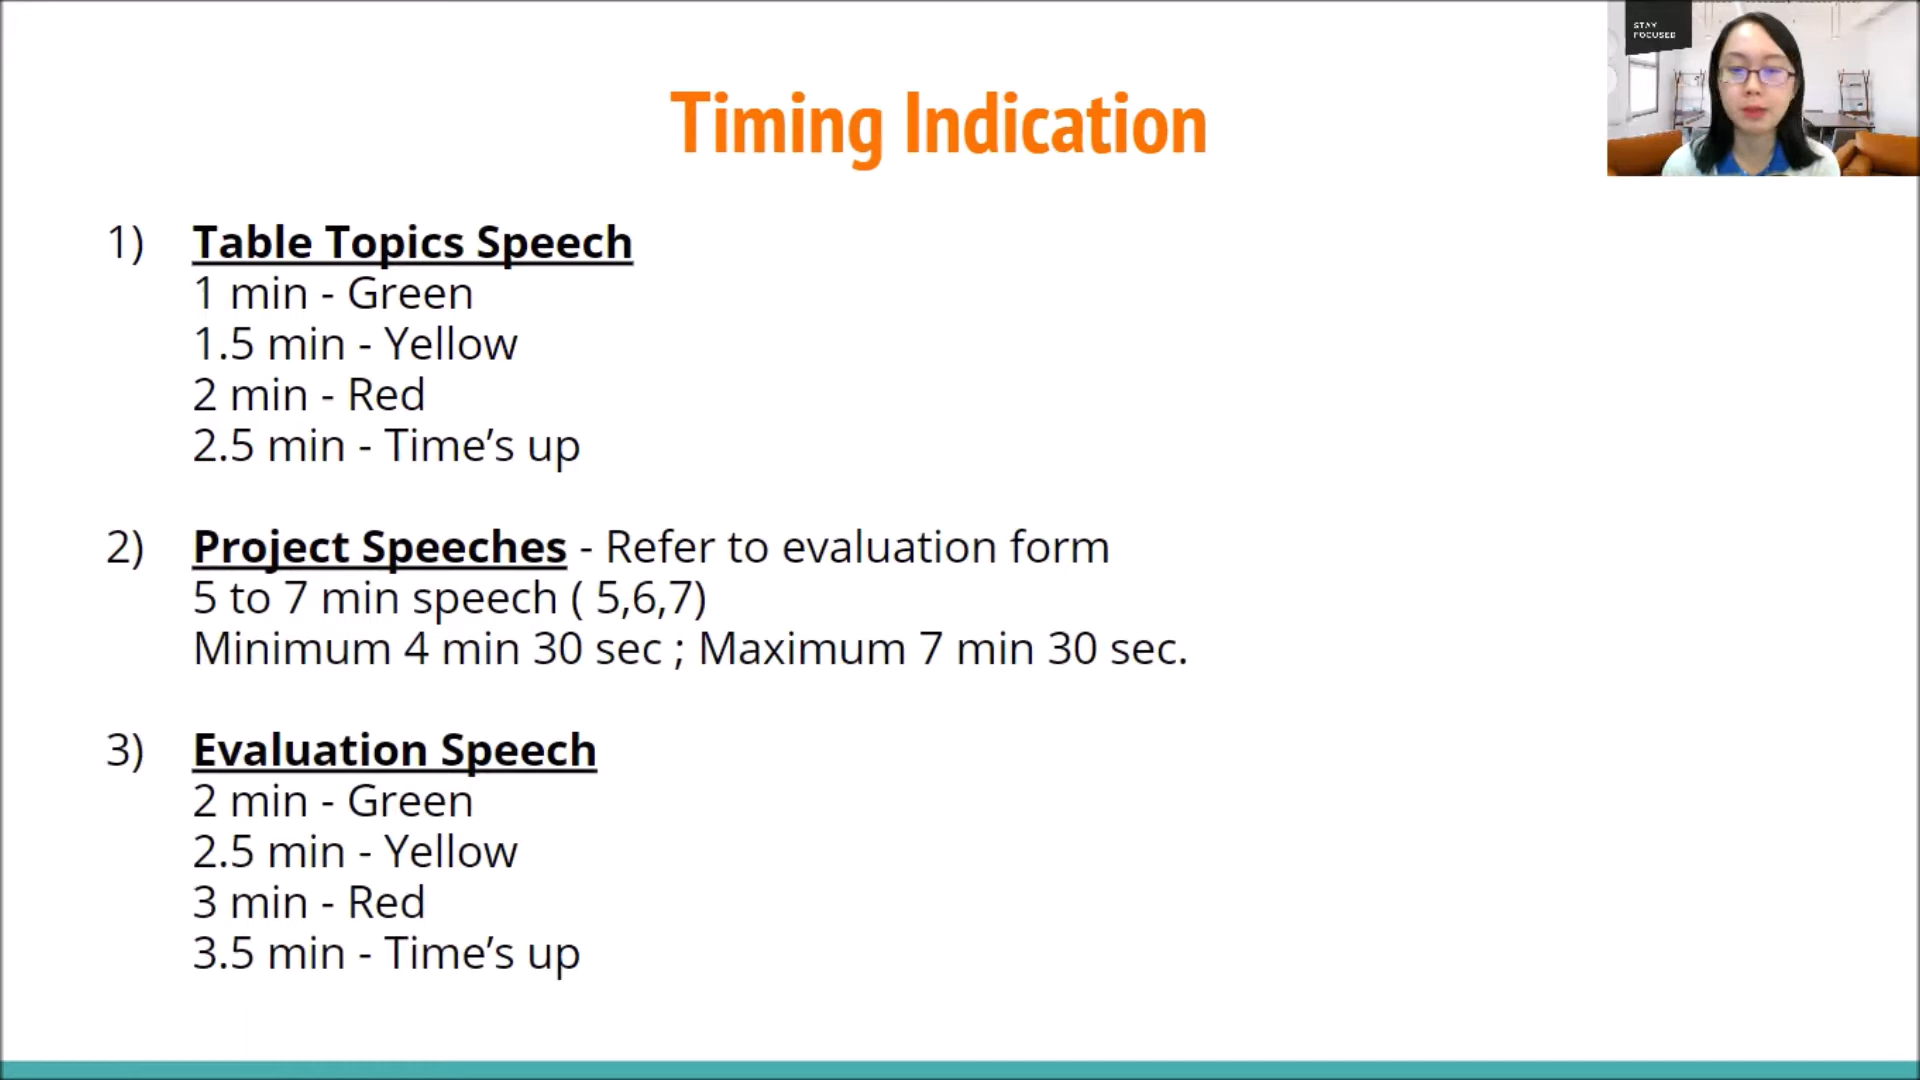 STAY
FOCUSED
Timing Indication
1) Table Topics Speech
1 min - Green
1.5 min - Yellow
2 min - Red
2.5 min - Time’s up
2) Project Speeches - Refer to evaluation form
5 to 7 min speech ( 5,6,7)
Minimum 4 min 30 sec ; Maximum 7 min 30 sec.
3) Evaluation Speech
2 min - Green
2.5 min - Yellow
3 min - Red
3.5 min - Time’s up